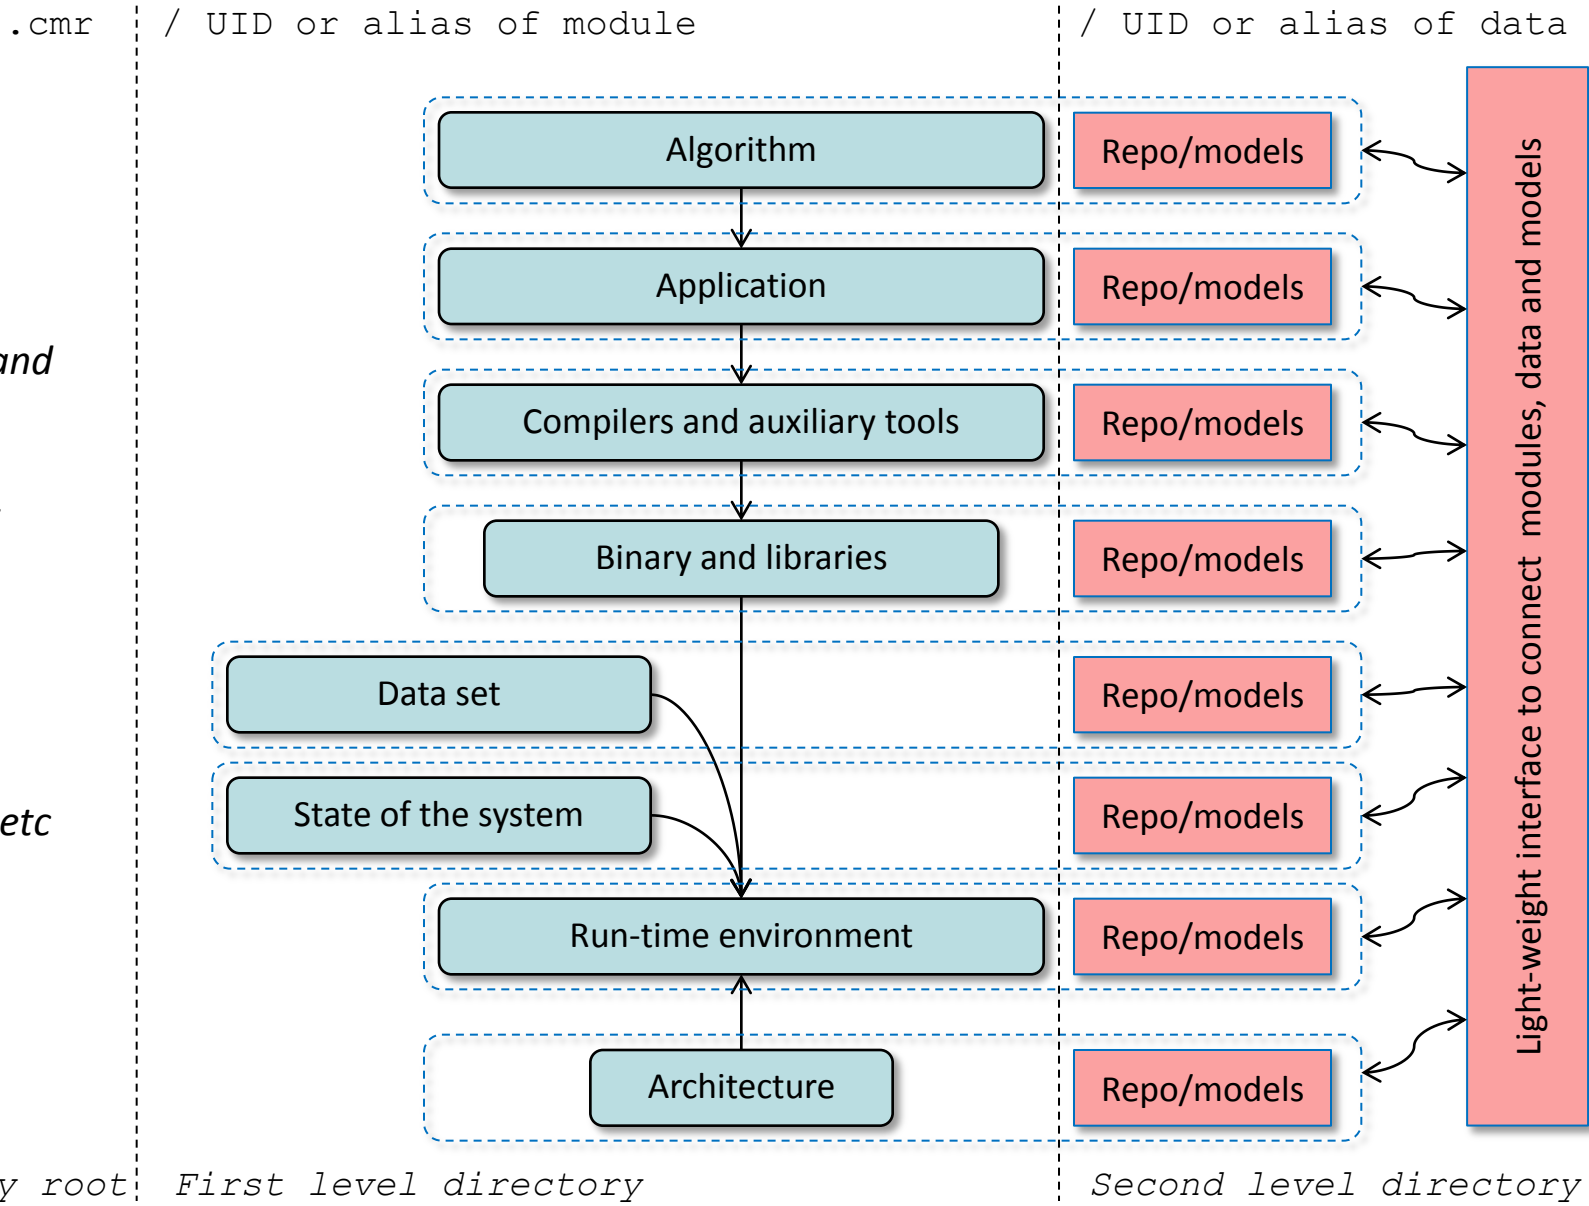 .cmr / UID or alias of module / UID or alias of data
Algorithm Repo/models
Application Repo/models
and
Compilers and auxiliary tools Repo/models
Binary and libraries Repo/models
Data set Repo/models
State of the system Repo/models
etc
Run-time environment Repo/models
Architecture Repo/models
Light-weight interface to connect modules, data and models
y root First level directory Second level directory